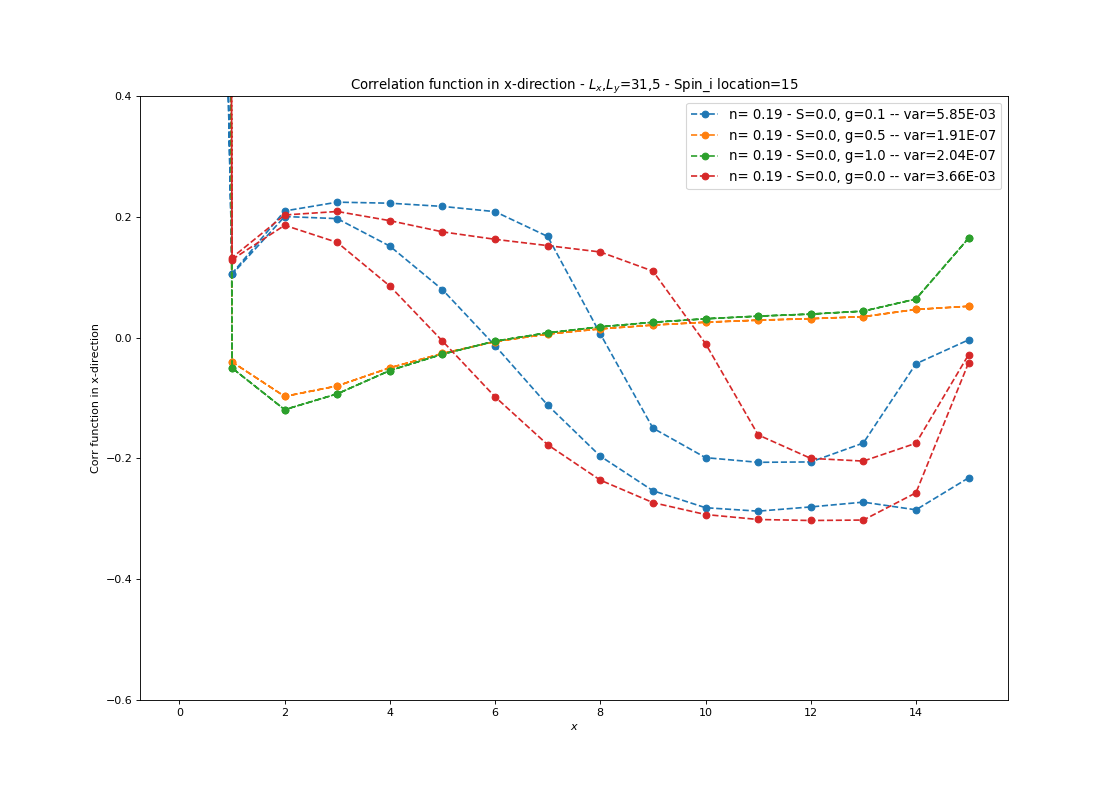 Correlation function in x-direction - Lx,Ly=31,5 - Spin_i location=15
0.4
0.2
0.0
−0.2
−0.4
−0.6
Corr function in x-direction
n= 0.19 - S=0.0, g=0.1 -- var=5.85E-03
n= 0.19 - S=0.0, g=0.5 -- var=1.91E-07
n= 0.19 - S=0.0, g=1.0 -- var=2.04E-07
n= 0.19 - S=0.0, g=0.0 -- var=3.66E-03
0 2 4 6 8 10 12 14
x